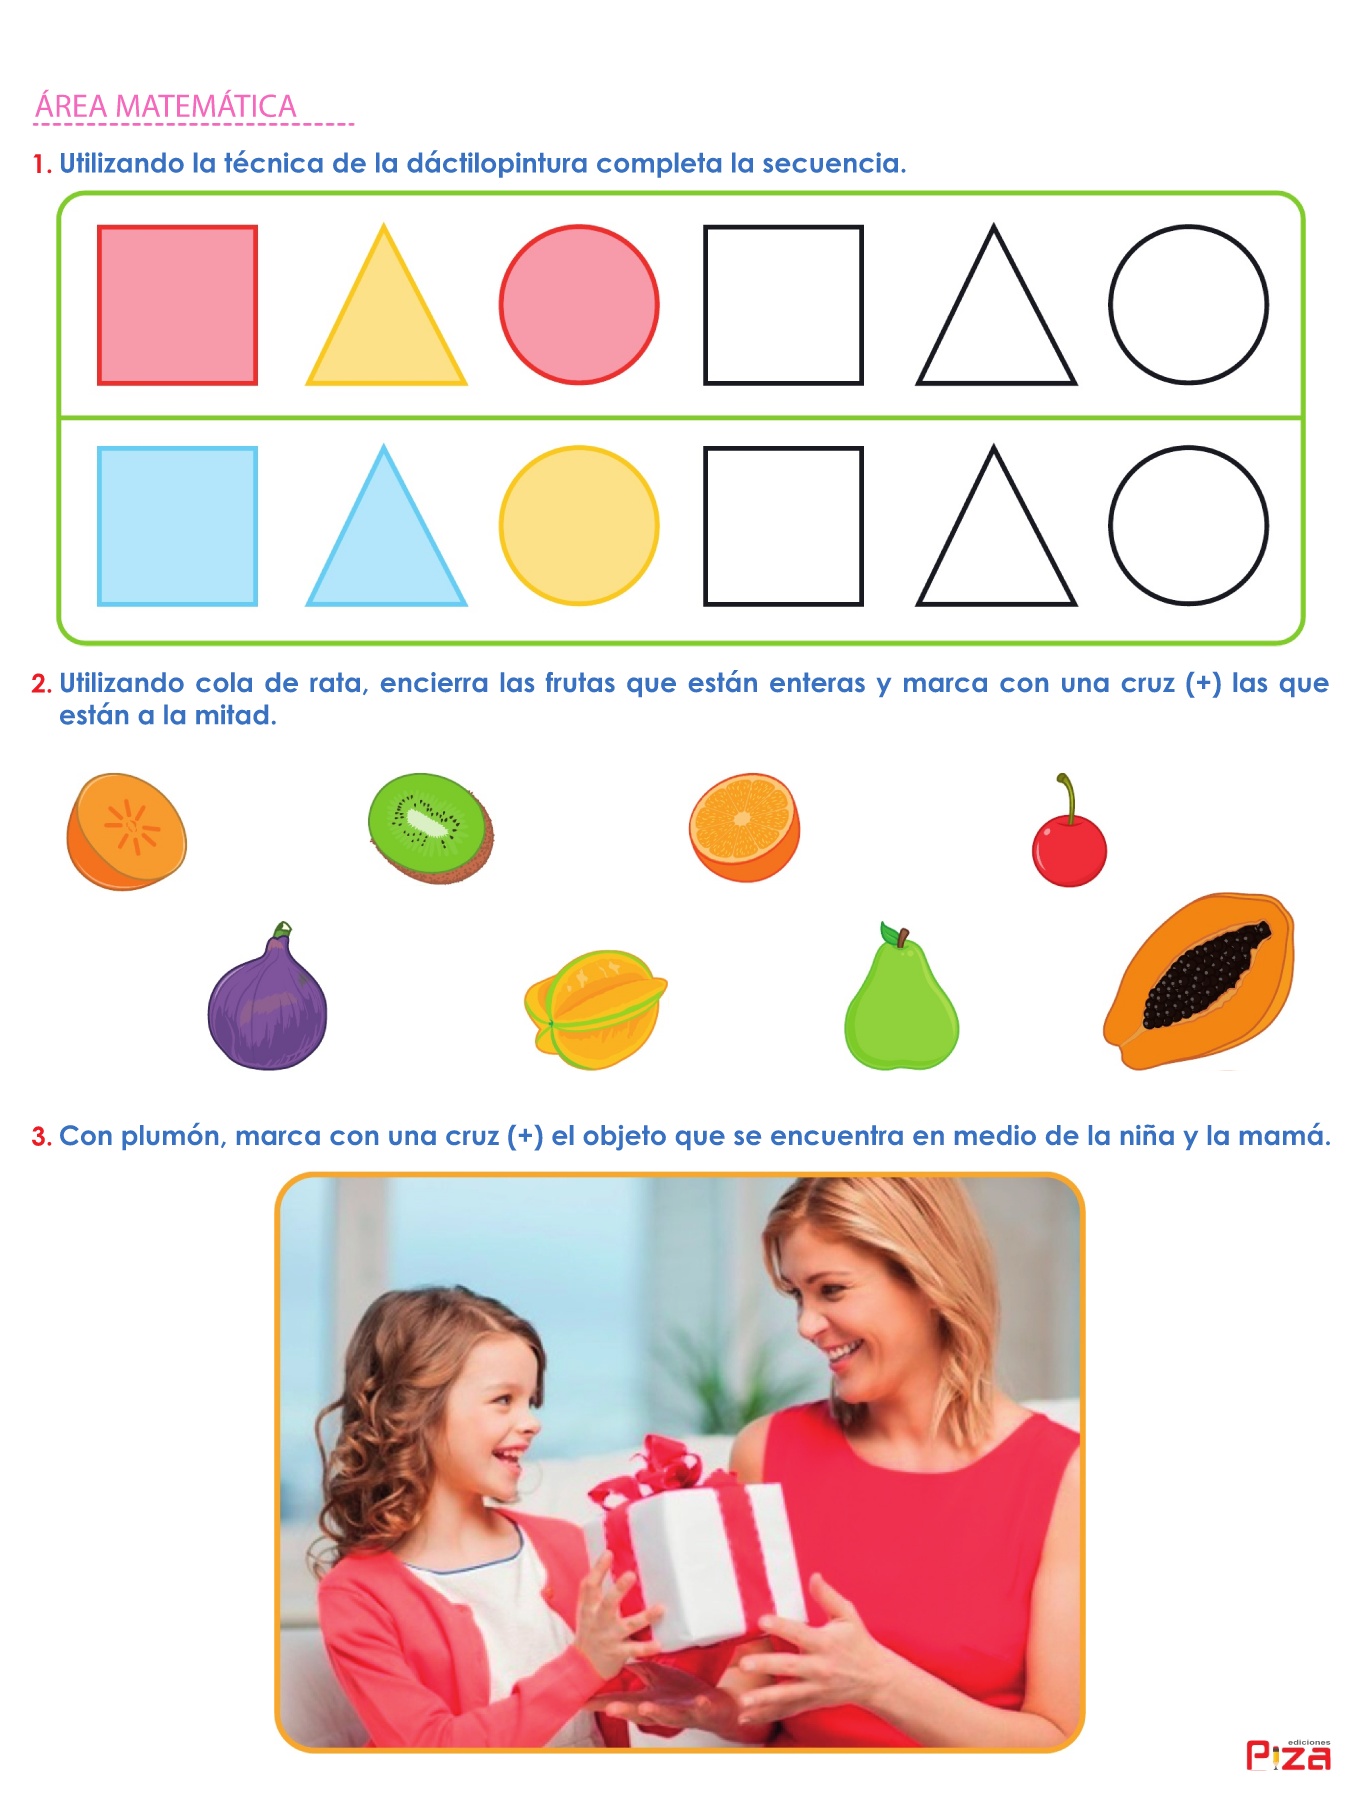 ÁREA MATEMÁTICA
1. Utilizando la técnica de la dáctilopintura completa la secuencia.
2. Utilizando cola de rata, encierra las frutas que están enteras y marca con una cruz (+) las que
están a la mitad.
3. Con plumón, marca con una cruz (+) el objeto que se encuentra en medio de la niña y la mamá.
ediciones
Piza